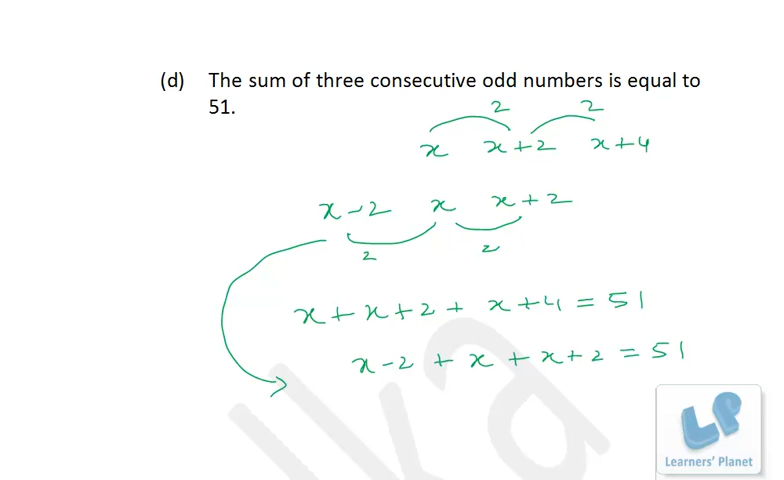 (d) The sum of three consecutive odd numbers is equal to
51.
2 2
x x+2 x+4
x-2 x x+2
2 2
x+x+2+x+4=51
x-2+x+x+2=51
LP
Learners' Planet